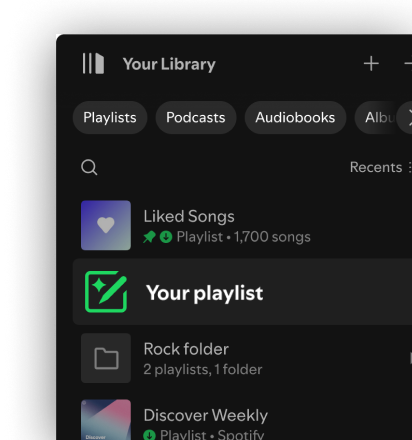 Your Library
Playlists Podcasts Audiobooks Albu
Recents
Liked Songs
Playlist • 1,700 songs
Your playlist
Rock folder
2 playlists, 1 folder
Discover Weekly
Discover
Playlist • Spotify